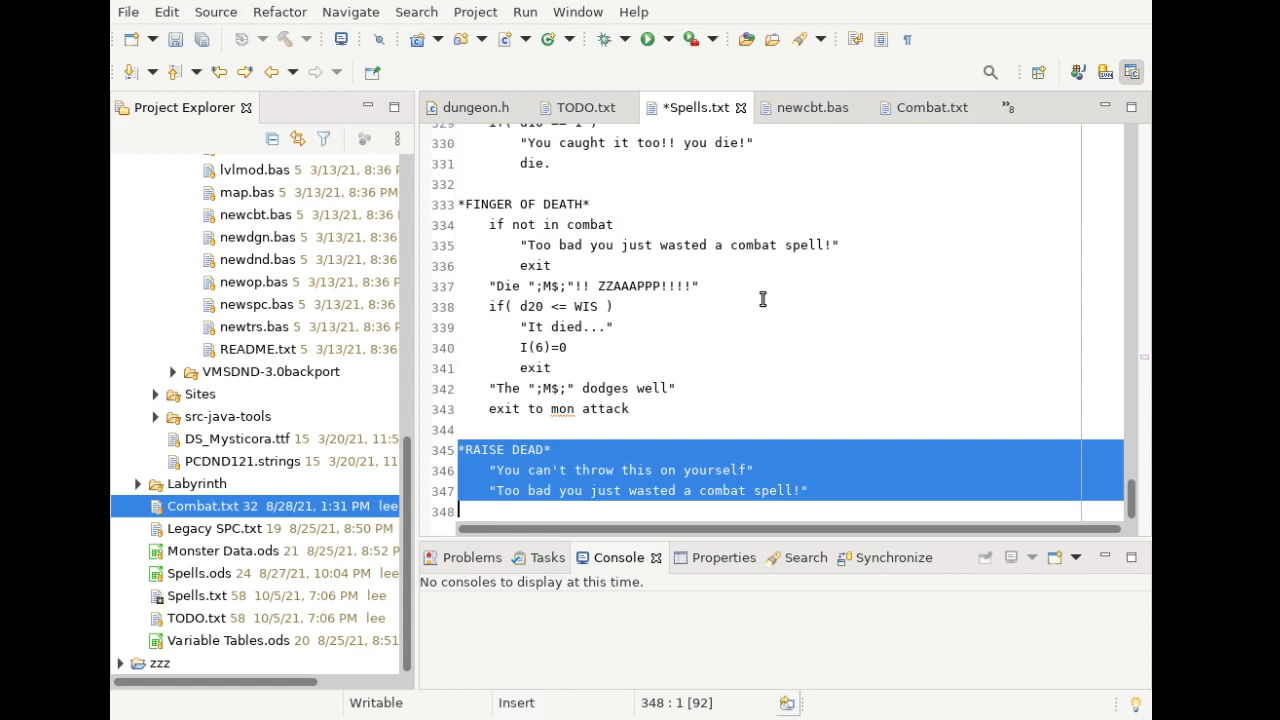 File Edit Source Refactor Navigate Search Project Run Window Help
Project Explorer
dungeon.h TODO.txt *Spells.txt newcbt.bas Combat.txt »8
lvlmod.bas 5 3/13/21, 8:36 P
map.bas 5 3/13/21, 8:36 PM
newcbt.bas 5 3/13/21, 8:36
newdgn.bas 5 3/13/21, 8:36
newdnd.bas 5 3/13/21, 8:36
newop.bas 5 3/13/21, 8:36
newspc.bas 5 3/13/21, 8:36
newtrs.bas 5 3/13/21, 8:36
README.txt 5 3/13/21, 8:36
VMSDND-3.0backport
Sites
src-java-tools
DS_Mysticora.ttf 15 3/20/21, 11:5
PCDND121.strings 15 3/20/21, 11
Labyrinth
Combat.txt 32 8/28/21, 1:31 PM lee
Legacy SPC.txt 19 8/25/21, 8:50 PM
Monster Data.ods 21 8/25/21, 8:52 P
Spells.ods 24 8/27/21, 10:04 PM lee
Spells.txt 58 10/5/21, 7:06 PM lee
TODO.txt 58 10/5/21, 7:06 PM lee
Variable Tables.ods 20 8/25/21, 8:51
zzz
329 if( d10 == 1 )
330 "You caught it too!! you die!"
331 die.
332
333 *FINGER OF DEATH*
334 if not in combat
335 "Too bad you just wasted a combat spell!"
336 exit
337 "Die ";M$;"!! ZZAAAPPP!!!!"
338 if( d20 <= WIS )
339 "It died..."
340 I(6)=0
341 exit
342 "The ";M$;" dodges well"
343 exit to mon attack
344
345 *RAISE DEAD*
346 "You can't throw this on yourself"
347 "Too bad you just wasted a combat spell!"
348
Problems Tasks Console Properties Search Synchronize
No consoles to display at this time.
Writable Insert 348 : 1 [92]